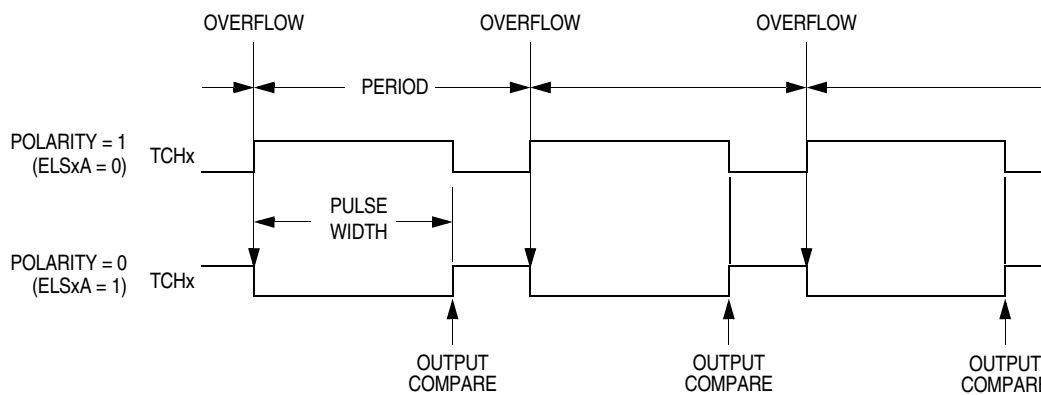 OVERFLOW
OVERFLOW
OVERFLOW
PERIOD
POLARITY = 1
(ELSxA = 0)
TCHx
PULSE
WIDTH
POLARITY = 0
(ELSxA = 1)
TCHx
OUTPUT
COMPARE
OUTPUT
COMPARE
OUTPUT
COMPARE